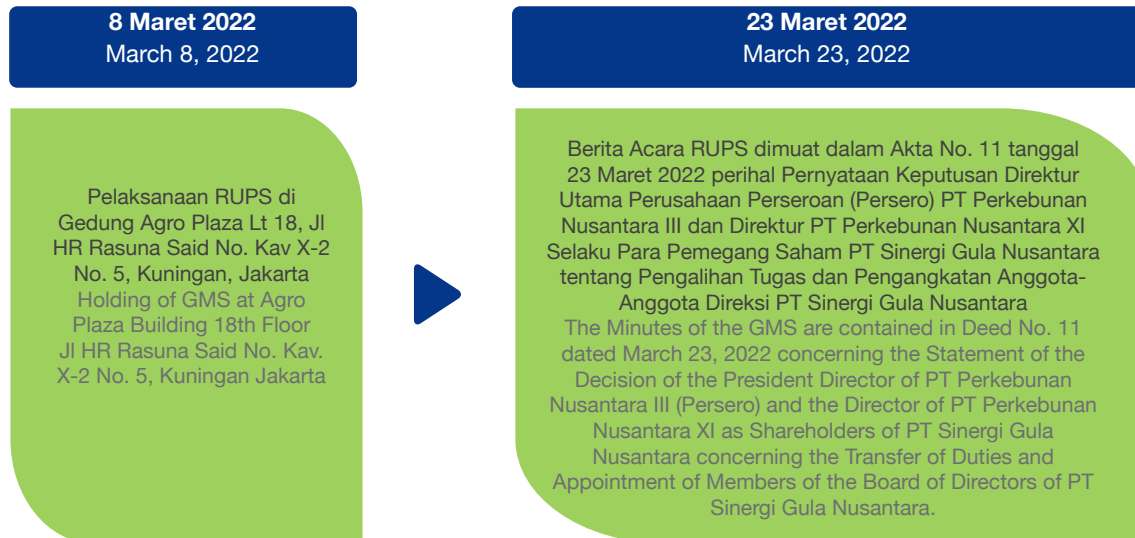 8 Maret 2022
March 8, 2022
Pelaksanaan RUPS di
Gedung Agro Plaza Lt 18, Jl
HR Rasuna Said No. Kav X-2
No. 5, Kuningan, Jakarta
Holding of GMS at Agro
Plaza Building 18th Floor
Jl HR Rasuna Said No. Kav.
X-2 No. 5, Kuningan Jakarta
23 Maret 2022
March 23, 2022
Berita Acara RUPS dimuat dalam Akta No. 11 tanggal
23 Maret 2022 perihal Pernyataan Keputusan Direktur
Utama Perusahaan Perseroan (Persero) PT Perkebunan
Nusantara III dan Direktur PT Perkebunan Nusantara XI
Selaku Para Pemegang Saham PT Sinergi Gula Nusantara
tentang Pengalihan Tugas dan Pengangkatan Anggota-
Anggota Direksi PT Sinergi Gula Nusantara
The Minutes of the GMS are contained in Deed No. 11
dated March 23, 2022 concerning the Statement of the
Decision of the President Director of PT Perkebunan
Nusantara III (Persero) and the Director of PT Perkebunan
Nusantara XI as Shareholders of PT Sinergi Gula
Nusantara concerning the Transfer of Duties and
Appointment of Members of the Board of Directors of PT
Sinergi Gula Nusantara.